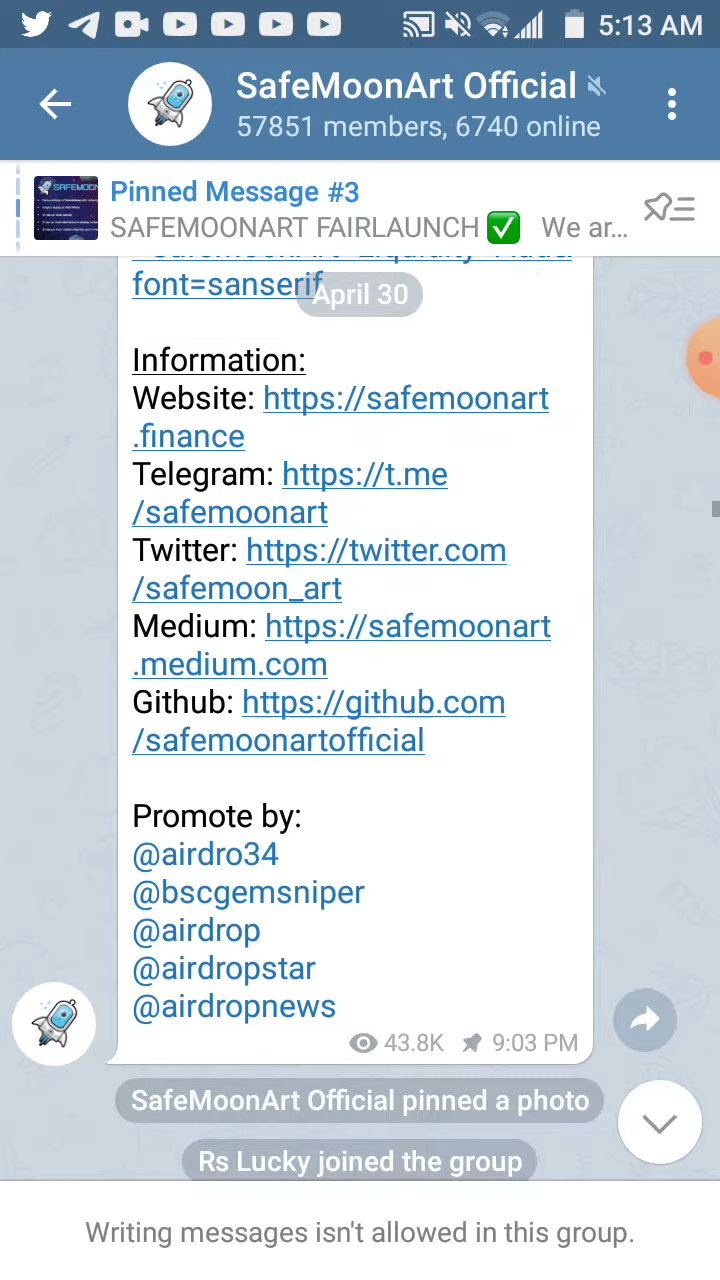 5:13 AM
SafeMoonArt Official
57851 members, 6740 online
Pinned Message #3
SAFEMOONART FAIRLAUNCH ✅ We ar...
SAFEMOON
font=sanserif
April 30
Information:
Website: https://safemoonart
.finance
Telegram: https://t.me
/safemoonart
Twitter: https://twitter.com
/safemoon_art
Medium: https://safemoonart
.medium.com
Github: https://github.com
/safemoonartofficial
Promote by:
@airdro34
@bscgemsniper
@airdrop
@airdropstar
@airdropnews
43.8K 9:03 PM
SafeMoonArt Official pinned a photo
Rs Lucky joined the group
Writing messages isn't allowed in this group.